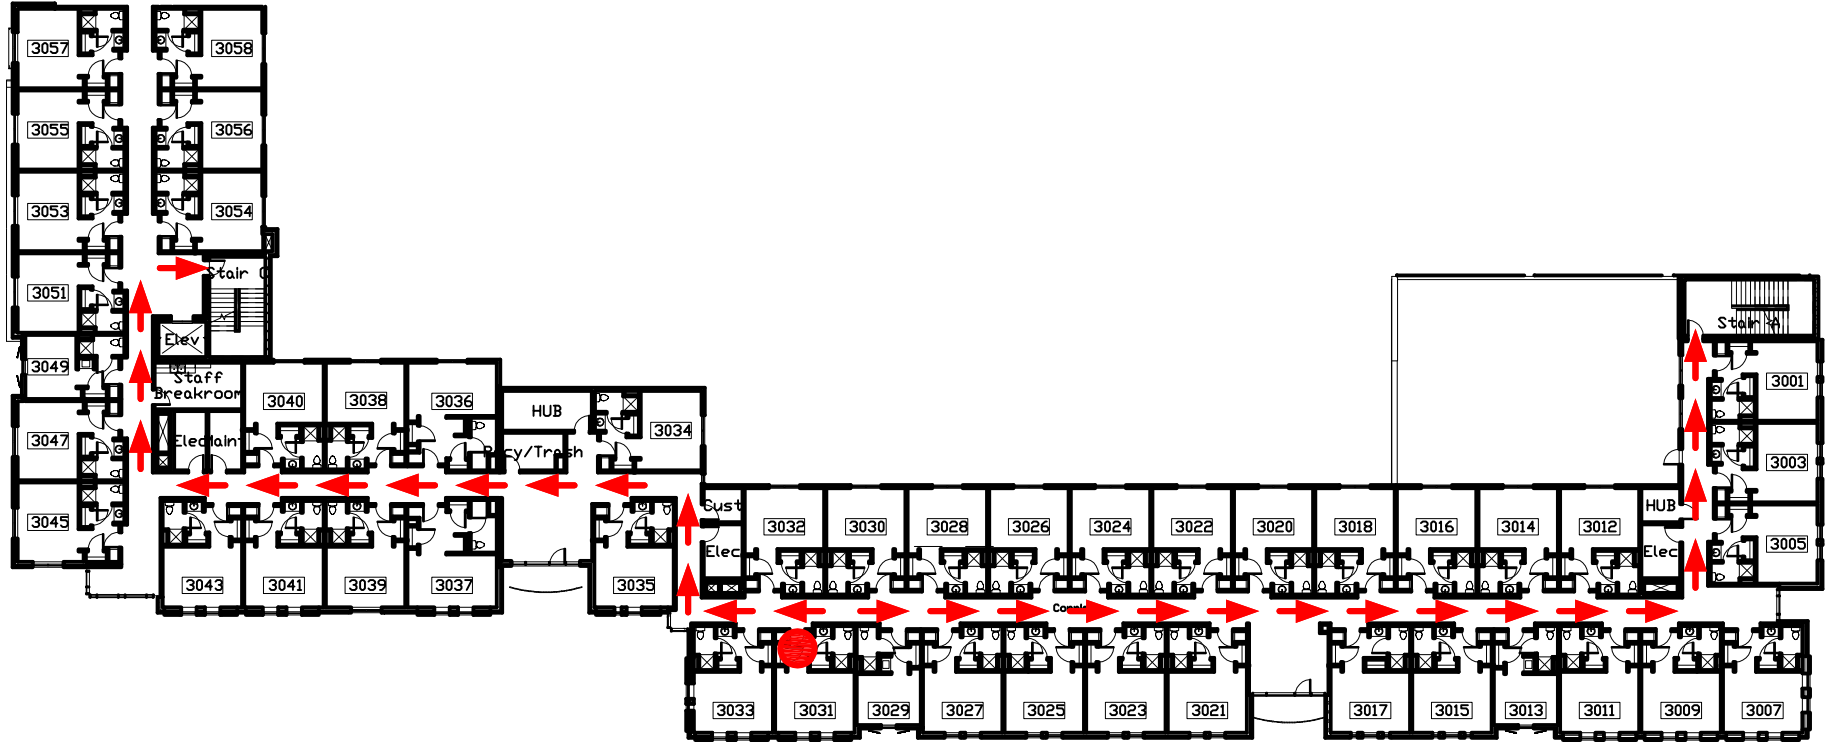 3057 3058
3055 3056
3053 3054
Stair C
3051
Elev
3049
Staff
Breakroom
3040 3038 3036
HUB
3047 Elec Maint
3034
Recy/Trash
3045
3043 3041 3039 3037 3035
Cust
Elec
3032 3030 3028 3026 3024 3022 3020 3018 3016 3014 3012
HUB
Elec
Stair A
3001
3003
3005
3033 3031 3029 3027 3025 3023 3021 3017 3015 3013 3011 3009 3007